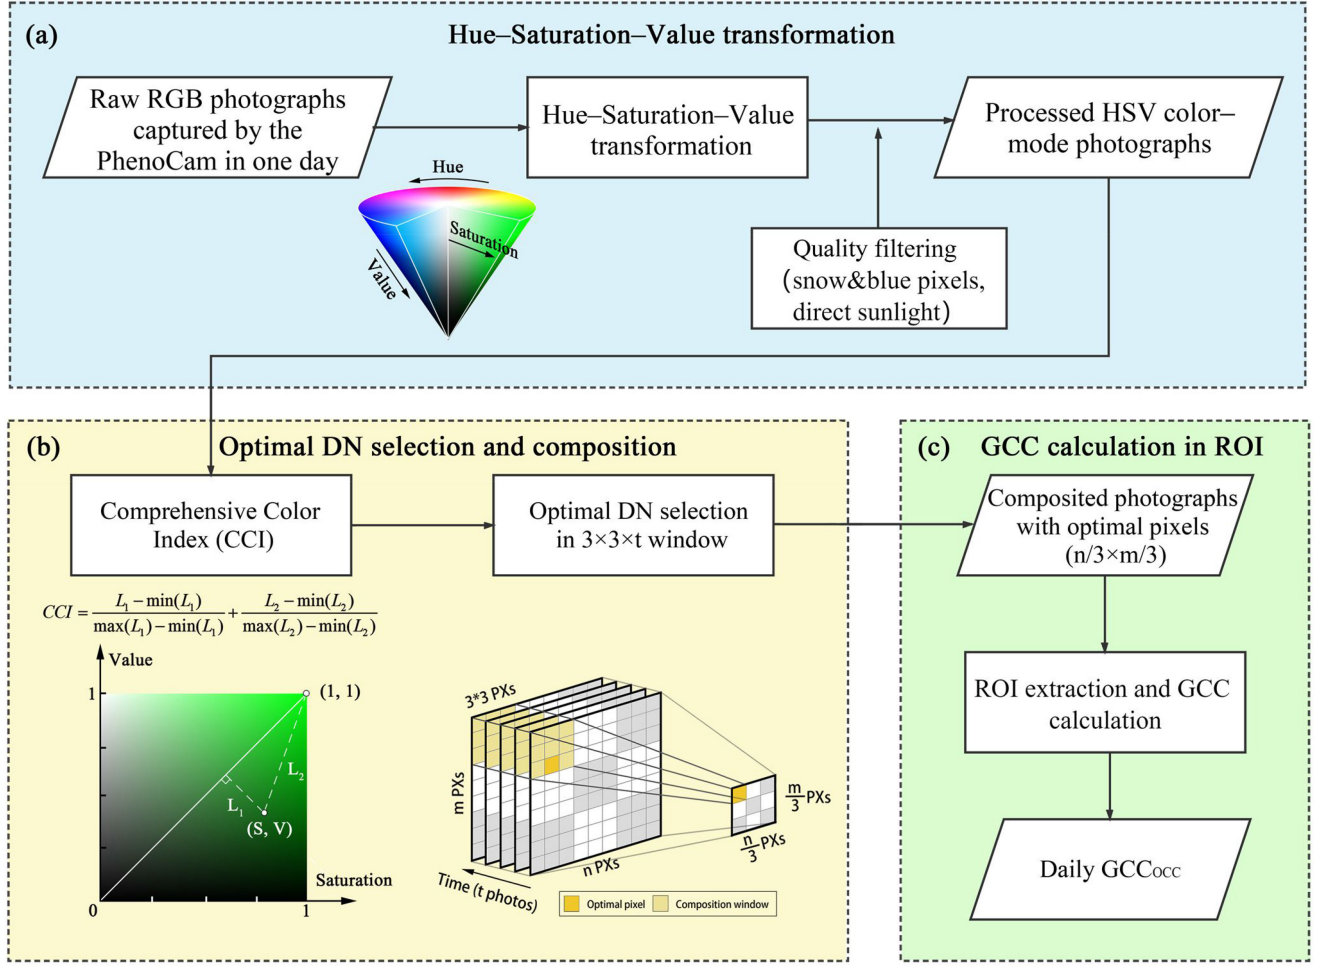 (a)
Hue–Saturation–Value transformation
Raw RGB photographs
captured by the
PhenoCam in one day
Hue–Saturation–Value
transformation
Processed HSV color–
mode photographs
Hue
Saturation
Value
Quality filtering
(snow&blue pixels,
direct sunlight)
(b)
Optimal DN selection and composition
Comprehensive Color
Index (CCI)
Optimal DN selection
in 3×3×t window
CCI = (L₁ − min(L₁))/(max(L₁) − min(L₁)) + (L₂ − min(L₂))/(max(L₂) − min(L₂))
Value
1
(1, 1)
L₂
L₁
(S, V)
Saturation
0
1
3*3 PXs
m PXs
n PXs
Time (t photos)
m/3 PXs
n/3 PXs
Optimal pixel
Composition window
(c)
GCC calculation in ROI
Composited photographs
with optimal pixels
(n/3×m/3)
ROI extraction and GCC
calculation
Daily GCCOCC